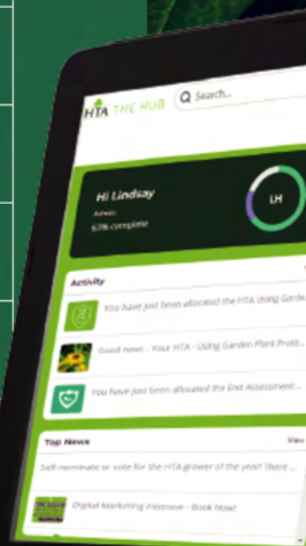 HTA THE HUB
Search...
Hi Lindsay
63% complete
LH
Activity
You have just been allocated the HTA Using Garde...
Good news - Your HTA - Using Garden Plant Prote...
You have just been allocated the End Assessment...
Top News
View
Self-nominate or vote for the HTA grower of the year! There ...
Digital Marketing Intensive - Book Now!